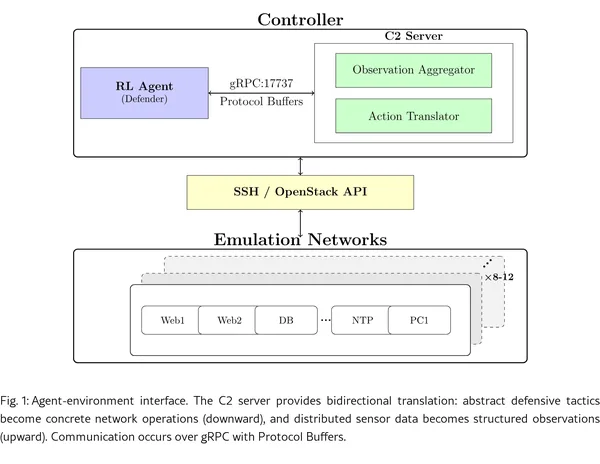 Controller
C2 Server
RL Agent
(Defender)
gRPC:17737
Protocol Buffers
Observation Aggregator
Action Translator
SSH / OpenStack API
Emulation Networks
×8-12
Web1 Web2 DB ··· NTP PC1
Fig. 1: Agent-environment interface. The C2 server provides bidirectional translation: abstract defensive tactics
become concrete network operations (downward), and distributed sensor data becomes structured observations
(upward). Communication occurs over gRPC with Protocol Buffers.